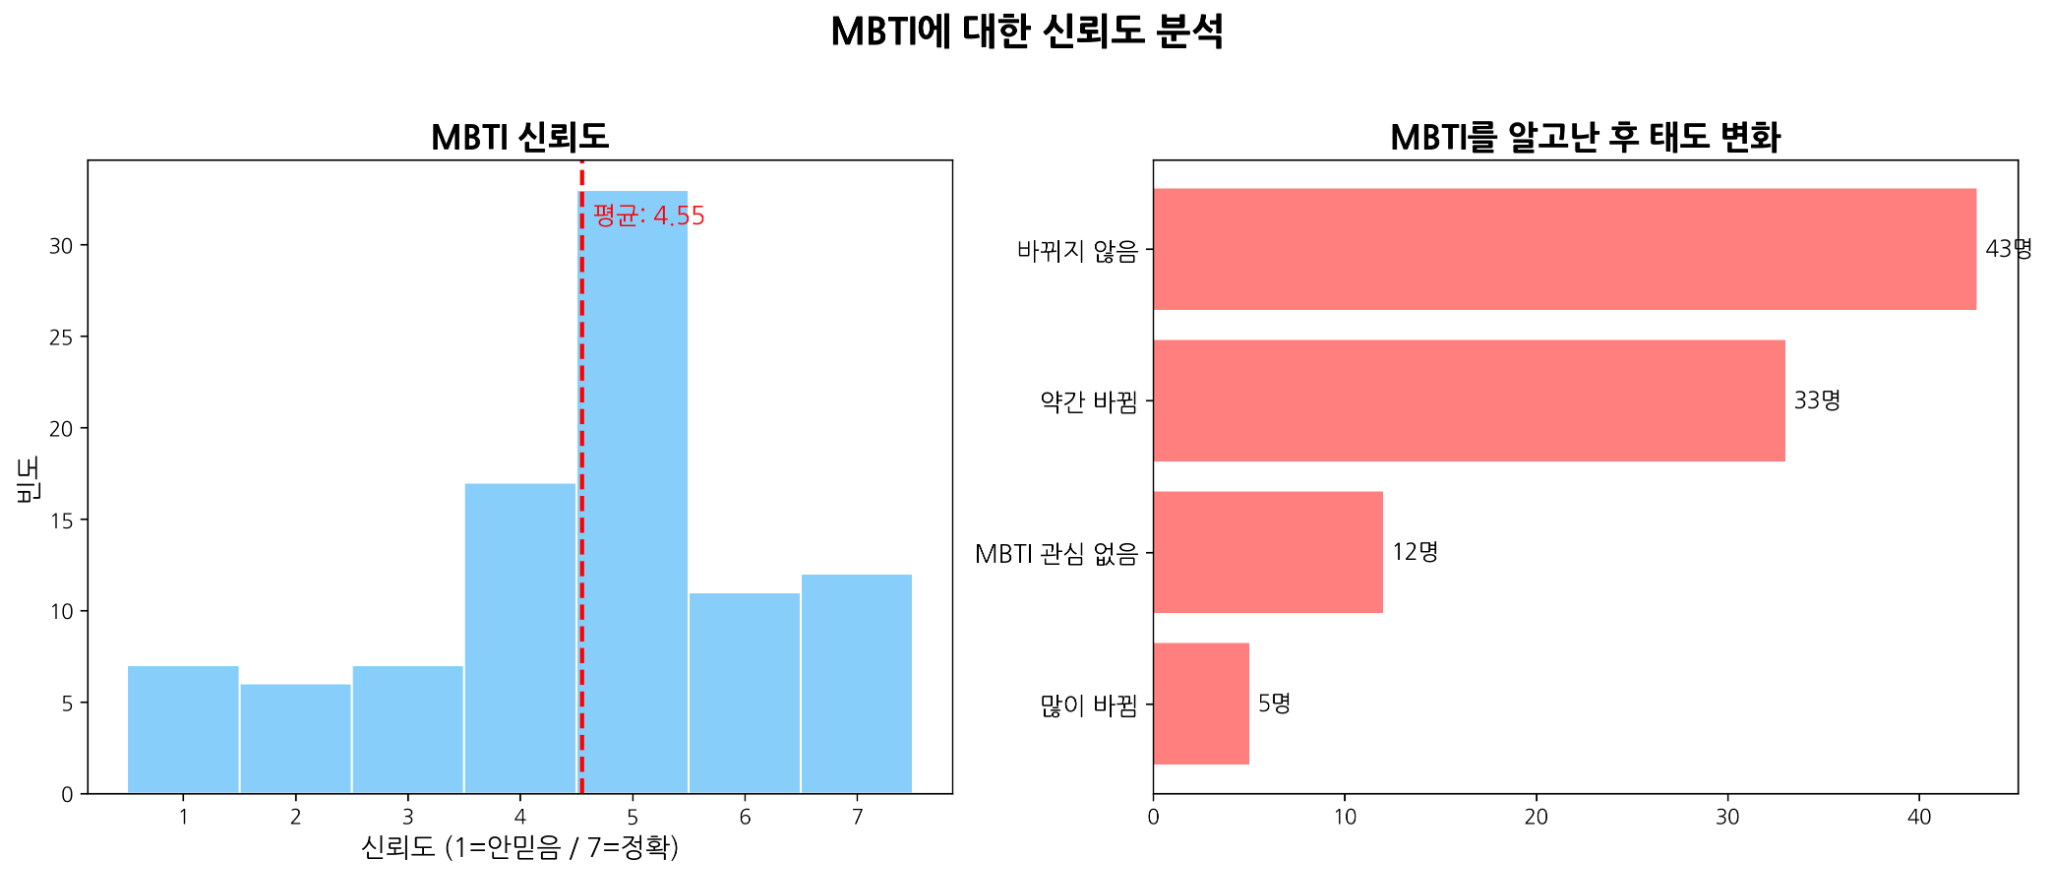 MBTI에 대한 신뢰도 분석
MBTI 신뢰도
평균: 4.55
빈도
30
25
20
15
10
5
0
1 2 3 4 5 6 7
신뢰도 (1=안믿음 / 7=정확)
MBTI를 알고난 후 태도 변화
바뀌지 않음 43명
약간 바뀜 33명
MBTI 관심 없음 12명
많이 바뀜 5명
0 10 20 30 40